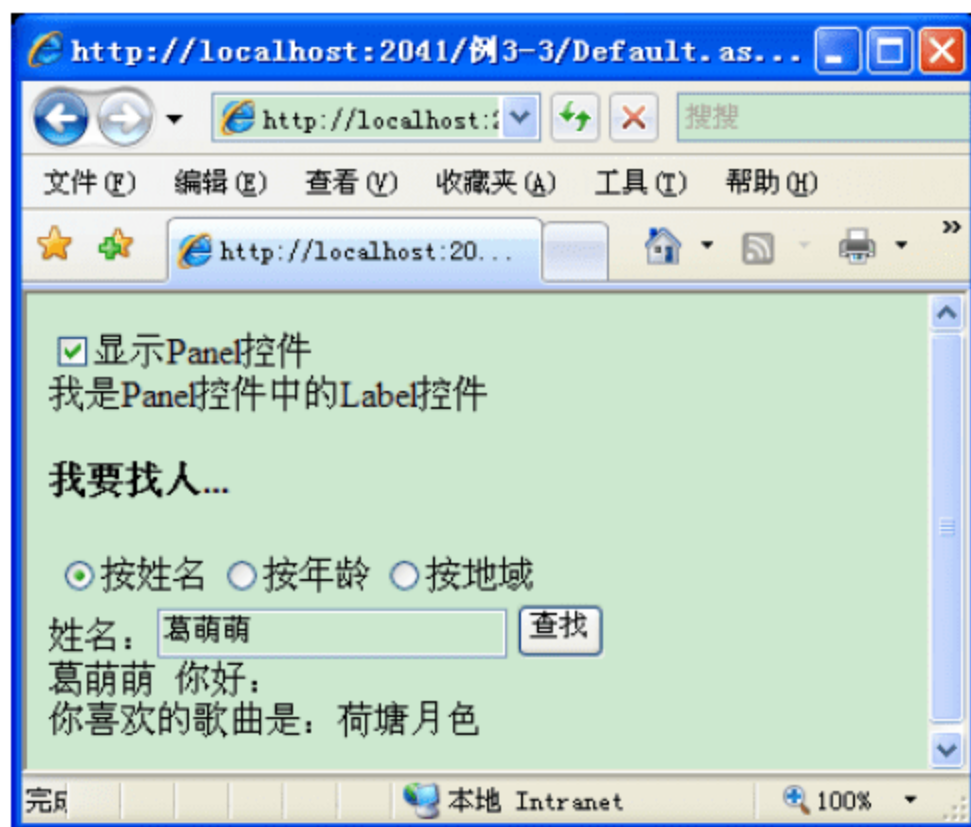 http://localhost:2041/例3-3/Default.as...
http://localhost:
搜搜
文件(F) 编辑(E) 查看(V) 收藏夹(A) 工具(T) 帮助(H)
http://localhost:20...
»
显示Panel控件
我是Panel控件中的Label控件
我要找人...
按姓名 按年龄 按地域
姓名：葛萌萌 查找
葛萌萌 你好：
你喜欢的歌曲是：荷塘月色
本地 Intranet 100%